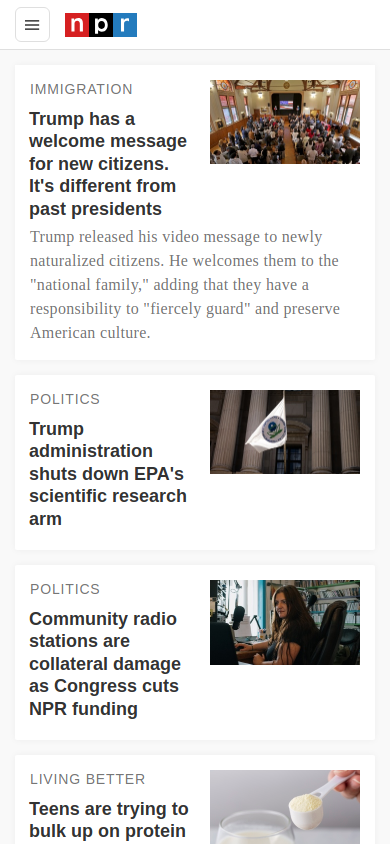 npr
IMMIGRATION
Trump has a
welcome message
for new citizens.
It's different from
past presidents
Trump released his video message to newly
naturalized citizens. He welcomes them to the
"national family," adding that they have a
responsibility to "fiercely guard" and preserve
American culture.
POLITICS
Trump
administration
shuts down EPA's
scientific research
arm
POLITICS
Community radio
stations are
collateral damage
as Congress cuts
NPR funding
LIVING BETTER
Teens are trying to
bulk up on protein